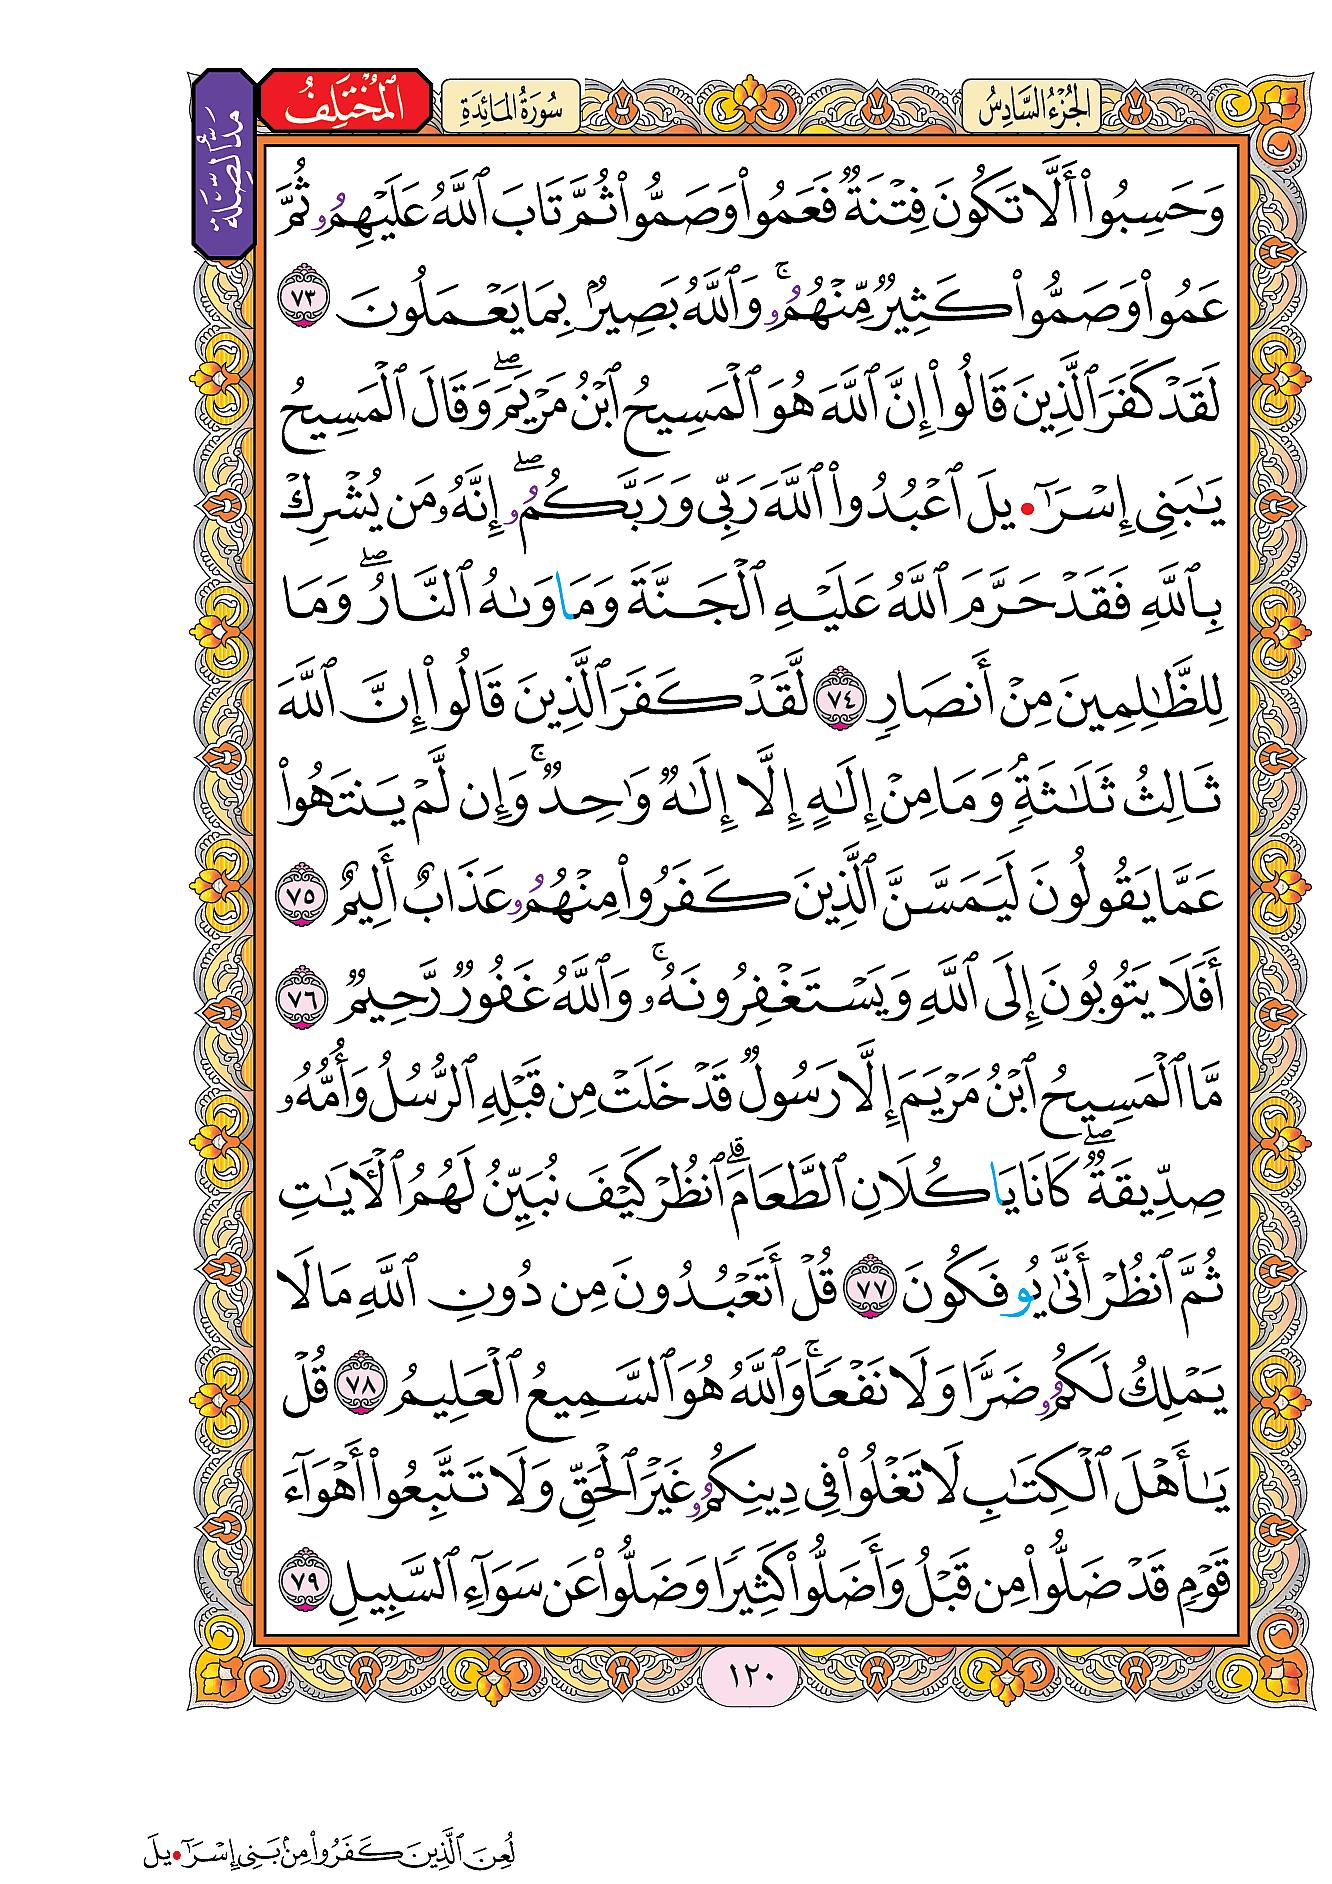 الجُزْءُ السَّادِسُ
سُورَةُ المَائِدَةِ
المُخْتَلِفُ
مَدُّ الصِّلَةِ
وَحَسِبُوٓا۟ أَلَّا تَكُونَ فِتْنَةٌ فَعَمُوا۟ وَصَمُّوا۟ ثُمَّ تَابَ ٱللَّهُ عَلَيْهِمُۥ ثُمَّ
عَمُوا۟ وَصَمُّوا۟ كَثِيرٌ مِّنْهُمُۥ ۚ وَٱللَّهُ بَصِيرٌۢ بِمَا يَعْمَلُونَ ٧٣
لَقَدْ كَفَرَ ٱلَّذِينَ قَالُوٓا۟ إِنَّ ٱللَّهَ هُوَ ٱلْمَسِيحُ ٱبْنُ مَرْيَمَ ۖ وَقَالَ ٱلْمَسِيحُ
يَٰبَنِىٓ إِسْرَٰٓ•يلَ ٱعْبُدُوا۟ ٱللَّهَ رَبِّى وَرَبَّكُمُۥ ۖ إِنَّهُۥ مَن يُشْرِكْ
بِٱللَّهِ فَقَدْ حَرَّمَ ٱللَّهُ عَلَيْهِ ٱلْجَنَّةَ وَمَاوَىٰهُ ٱلنَّارُ ۖ وَمَا
لِلظَّٰلِمِينَ مِنْ أَنصَارٍ ٧٤ لَّقَدْ كَفَرَ ٱلَّذِينَ قَالُوٓا۟ إِنَّ ٱللَّهَ
ثَالِثُ ثَلَٰثَةٍ ۘ وَمَا مِنْ إِلَٰهٍ إِلَّآ إِلَٰهٌ وَٰحِدٌ ۚ وَإِن لَّمْ يَنتَهُوا۟
عَمَّا يَقُولُونَ لَيَمَسَّنَّ ٱلَّذِينَ كَفَرُوا۟ مِنْهُمُۥ عَذَابٌ أَلِيمٌ ٧٥
أَفَلَا يَتُوبُونَ إِلَى ٱللَّهِ وَيَسْتَغْفِرُونَهُۥ ۚ وَٱللَّهُ غَفُورٌ رَّحِيمٌ ٧٦
مَّا ٱلْمَسِيحُ ٱبْنُ مَرْيَمَ إِلَّا رَسُولٌ قَدْ خَلَتْ مِن قَبْلِهِ ٱلرُّسُلُ وَأُمُّهُۥ
صِدِّيقَةٌ ۖ كَانَا يَاكُلَانِ ٱلطَّعَامَ ۗ ٱنظُرْ كَيْفَ نُبَيِّنُ لَهُمُ ٱلْءَايَٰتِ
ثُمَّ ٱنظُرْ أَنَّىٰ يُوفَكُونَ ٧٧ قُلْ أَتَعْبُدُونَ مِن دُونِ ٱللَّهِ مَا لَا
يَمْلِكُ لَكُمُۥ ضَرًّا وَلَا نَفْعًا ۚ وَٱللَّهُ هُوَ ٱلسَّمِيعُ ٱلْعَلِيمُ ٧٨ قُلْ
يَٰٓأَهْلَ ٱلْكِتَٰبِ لَا تَغْلُوا۟ فِى دِينِكُمُۥ غَيْرَ ٱلْحَقِّ وَلَا تَتَّبِعُوٓا۟ أَهْوَآءَ
قَوْمٍ قَدْ ضَلُّوا۟ مِن قَبْلُ وَأَضَلُّوا۟ كَثِيرًا وَضَلُّوا۟ عَن سَوَآءِ ٱلسَّبِيلِ ٧٩
١٢٠
لُعِنَ ٱلَّذِينَ كَفَرُوا۟ مِنۢ بَنِىٓ إِسْرَٰٓ•يلَ